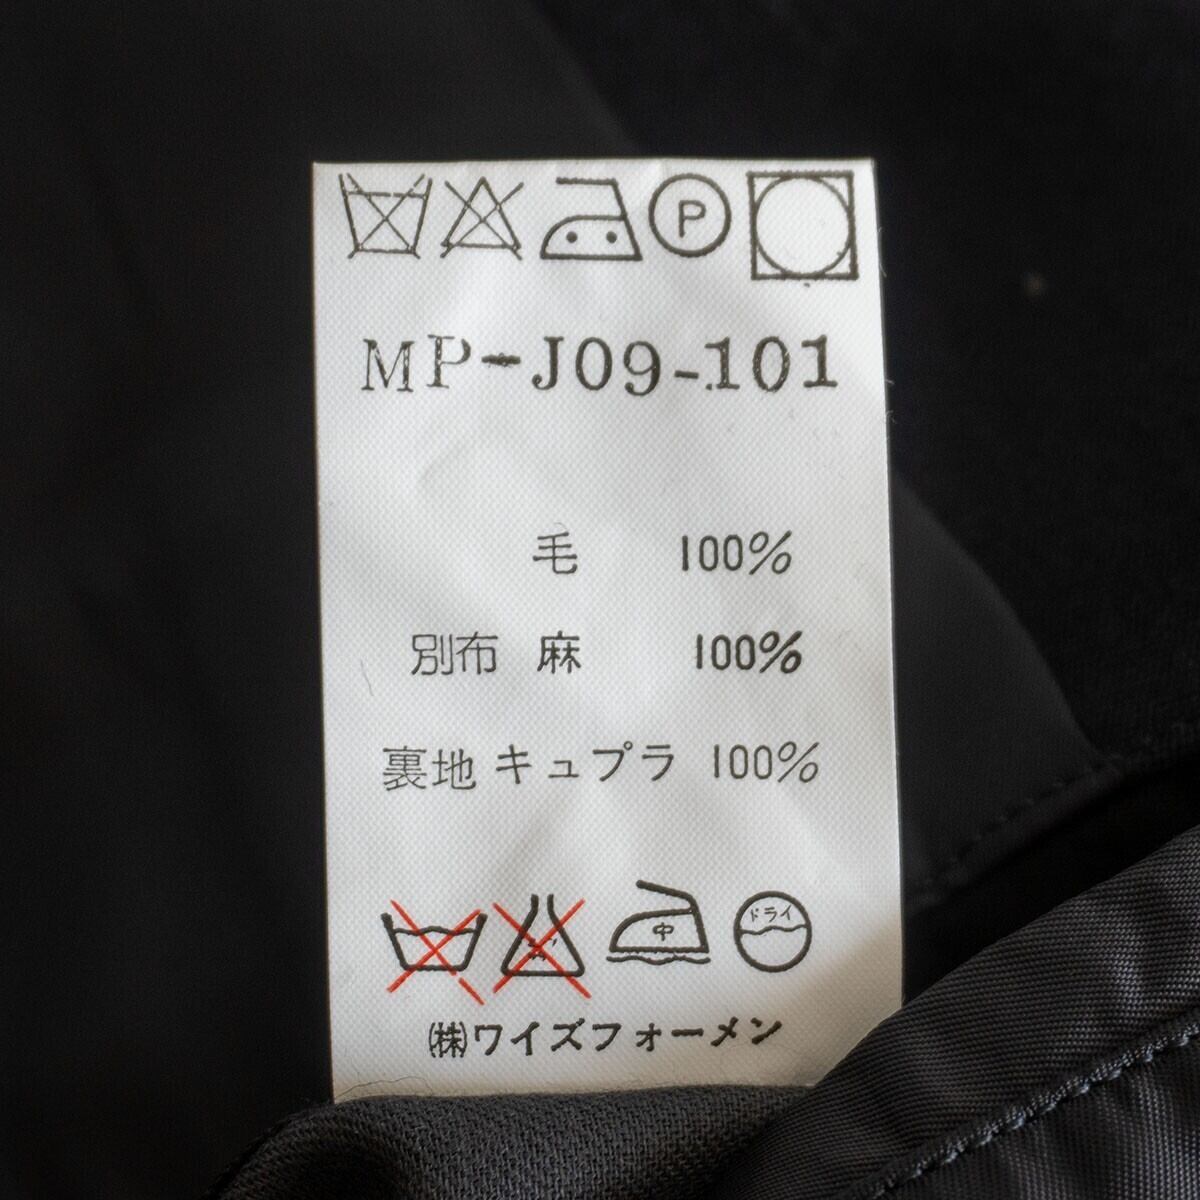 P
MP-J09-101
毛 100%
別布 麻 100%
裏地 キュプラ 100%
中 ドライ
㈱ワイズフォーメン